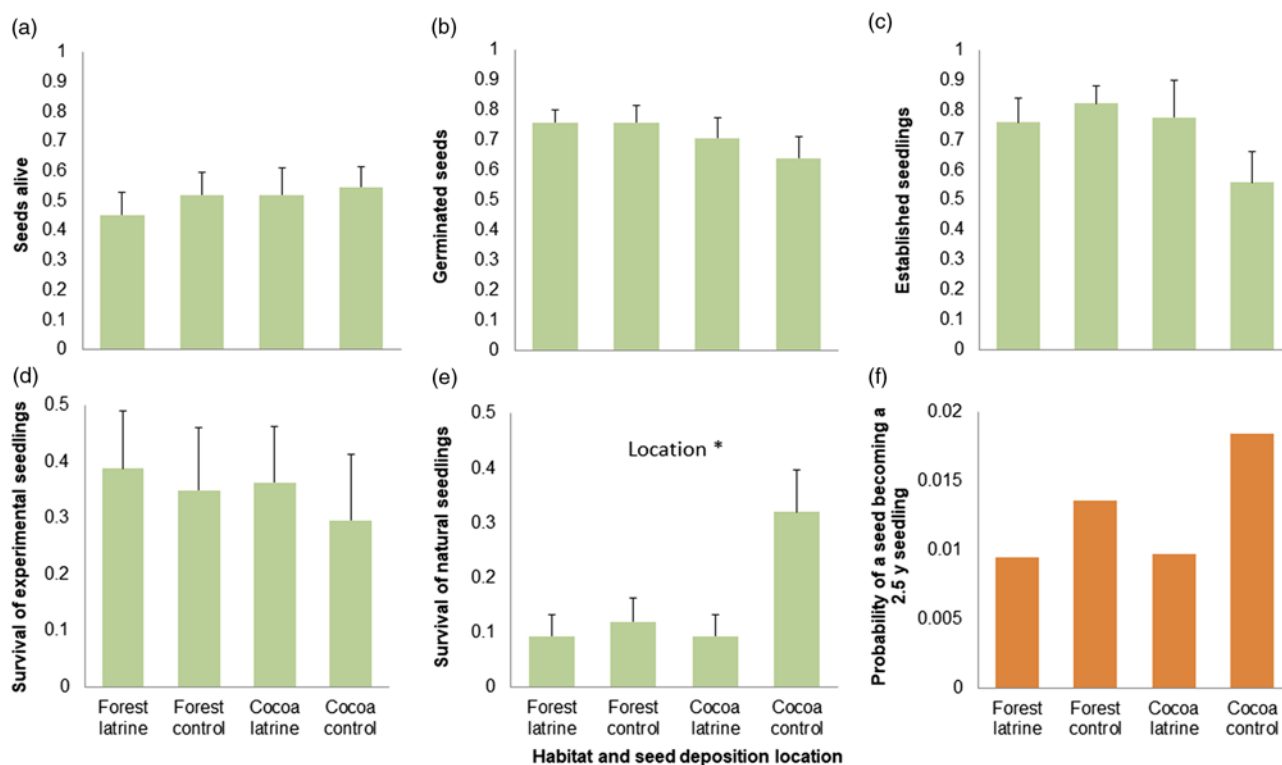 (a)
Seeds alive
1
0.9
0.8
0.7
0.6
0.5
0.4
0.3
0.2
0.1
0
(b)
Germinated seeds
1
0.9
0.8
0.7
0.6
0.5
0.4
0.3
0.2
0.1
0
(c)
Established seedlings
1
0.9
0.8
0.7
0.6
0.5
0.4
0.3
0.2
0.1
0
(d)
Survival of experimental seedlings
0.5
0.4
0.3
0.2
0.1
0
Forest latrine
Forest control
Cocoa latrine
Cocoa control
(e)
Survival of natural seedlings
0.5
0.4
0.3
0.2
0.1
0
Location *
Forest latrine
Forest control
Cocoa latrine
Cocoa control
(f)
Probability of a seed becoming a
2.5 y seedling
0.02
0.015
0.01
0.005
0
Forest latrine
Forest control
Cocoa latrine
Cocoa control
Habitat and seed deposition location